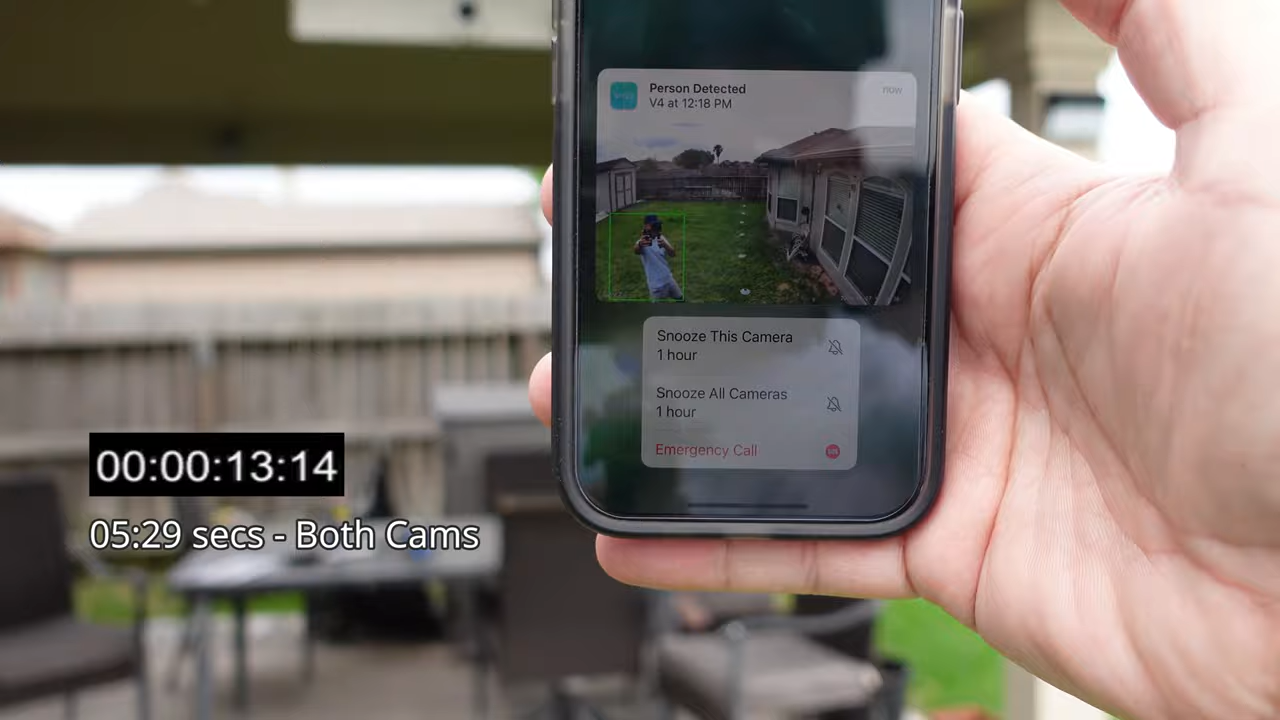 Person Detected
now
V4 at 12:18 PM
Snooze This Camera
1 hour
Snooze All Cameras
1 hour
Emergency Call
00:00:13:14
05:29 secs - Both Cams